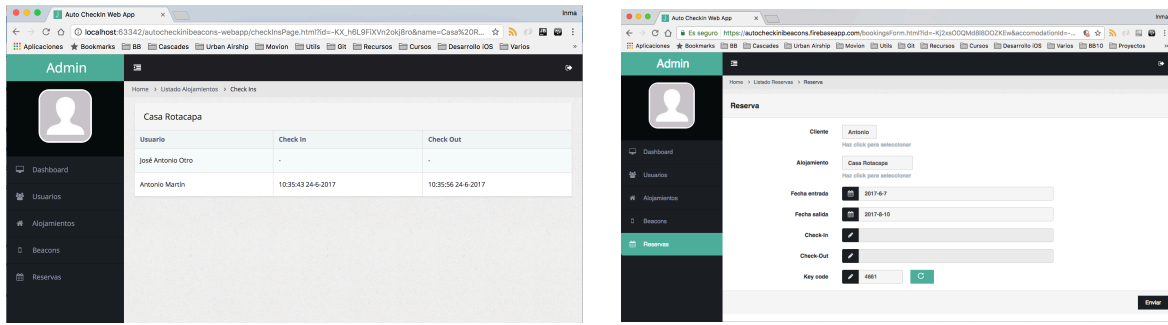 Auto CheckIn Web App
Inma
localhost:63342/autocheckinibeacons-webapp/checkInsPage.html?id=-KX_h6L9FiXVn2okjBro&name=Casa%20R...
Aplicaciones Bookmarks BB Cascades Urban Airship Movion Utils Git Recursos Cursos Desarrollo iOS Varios »
Admin
Home > Listado Alojamientos > Check Ins
Casa Rotacapa
Usuario Check In Check Out
José Antonio Otro - -
Antonio Martín 10:35:43 24-6-2017 10:35:56 24-6-2017
Dashboard
Usuarios
Alojamientos
Beacons
Reservas
Auto CheckIn Web App
Inma
Es seguro https://autocheckinibeacons.firebaseapp.com/bookingsForm.html?id=-Kj2xsO0QMd8l8DOZKEw&accomodationId=-...
Aplicaciones Bookmarks BB Cascades Urban Airship Movion Utils Git Recursos Cursos Desarrollo iOS Varios BB10 Proyectos »
Admin
Home > Listado Reservas > Reserva
Reserva
Cliente Antonio
Haz click para seleccionar
Alojamiento Casa Rotacapa
Haz click para seleccionar
Fecha entrada 2017-6-7
Fecha salida 2017-8-10
Check-In
Check-Out
Key code 4661
Enviar
Dashboard
Usuarios
Alojamientos
Beacons
Reservas